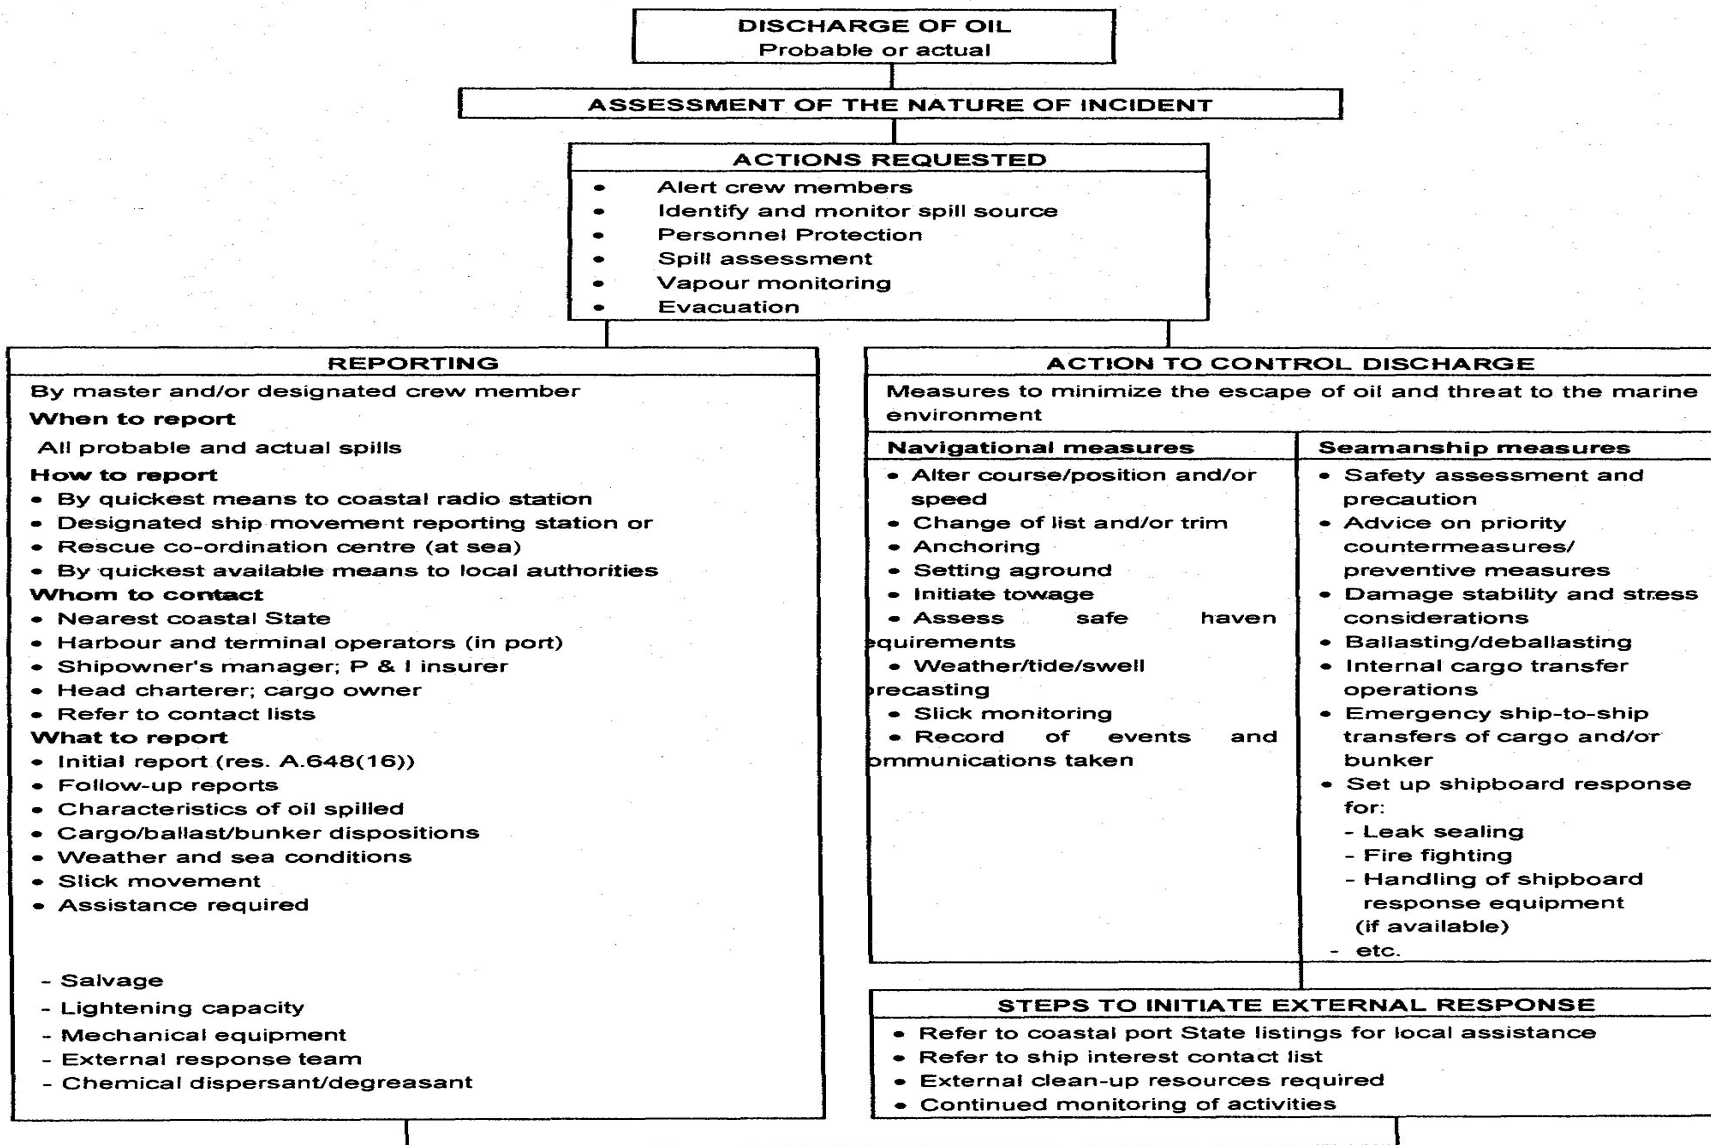 DISCHARGE OF OIL
Probable or actual
ASSESSMENT OF THE NATURE OF INCIDENT
ACTIONS REQUESTED
• Alert crew members
• Identify and monitor spill source
• Personnel Protection
• Spill assessment
• Vapour monitoring
• Evacuation
REPORTING
By master and/or designated crew member
When to report
All probable and actual spills
How to report
• By quickest means to coastal radio station
• Designated ship movement reporting station or
• Rescue co-ordination centre (at sea)
• By quickest available means to local authorities
Whom to contact
• Nearest coastal State
• Harbour and terminal operators (in port)
• Shipowner's manager; P & I insurer
• Head charterer; cargo owner
• Refer to contact lists
What to report
• Initial report (res. A.648(16))
• Follow-up reports
• Characteristics of oil spilled
• Cargo/ballast/bunker dispositions
• Weather and sea conditions
• Slick movement
• Assistance required
- Salvage
- Lightening capacity
- Mechanical equipment
- External response team
- Chemical dispersant/degreasant
ACTION TO CONTROL DISCHARGE
Measures to minimize the escape of oil and threat to the marine
environment
Navigational measures
• Alter course/position and/or
speed
• Change of list and/or trim
• Anchoring
• Setting aground
• Initiate towage
• Assess safe haven
equirements
• Weather/tide/swell
orecasting
• Slick monitoring
• Record of events and
ommunications taken
Seamanship measures
• Safety assessment and
precaution
• Advice on priority
countermeasures/
preventive measures
• Damage stability and stress
considerations
• Ballasting/deballasting
• Internal cargo transfer
operations
• Emergency ship-to-ship
transfers of cargo and/or
bunker
• Set up shipboard response
for:
- Leak sealing
- Fire fighting
- Handling of shipboard
response equipment
(if available)
- etc.
STEPS TO INITIATE EXTERNAL RESPONSE
• Refer to coastal port State listings for local assistance
• Refer to ship interest contact list
• External clean-up resources required
• Continued monitoring of activities